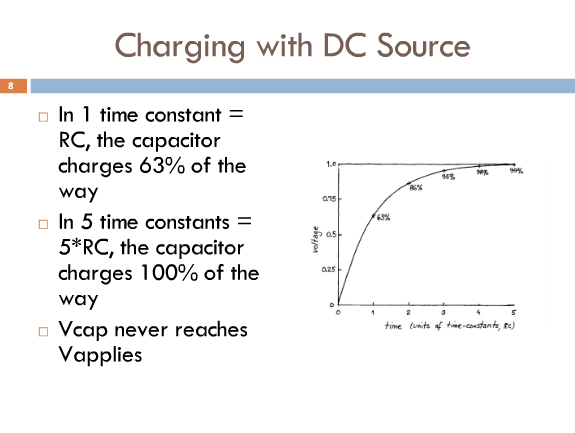 Charging with DC Source
8
□ In 1 time constant =
RC, the capacitor
charges 63% of the
way
□ In 5 time constants =
5*RC, the capacitor
charges 100% of the
way
□ Vcap never reaches
Vapplies
1.0
0.75
0.5
0.25
0
voltage
63%
86%
95%
98%
99%
0 1 2 3 4 5
time (units of time-constants, RC)